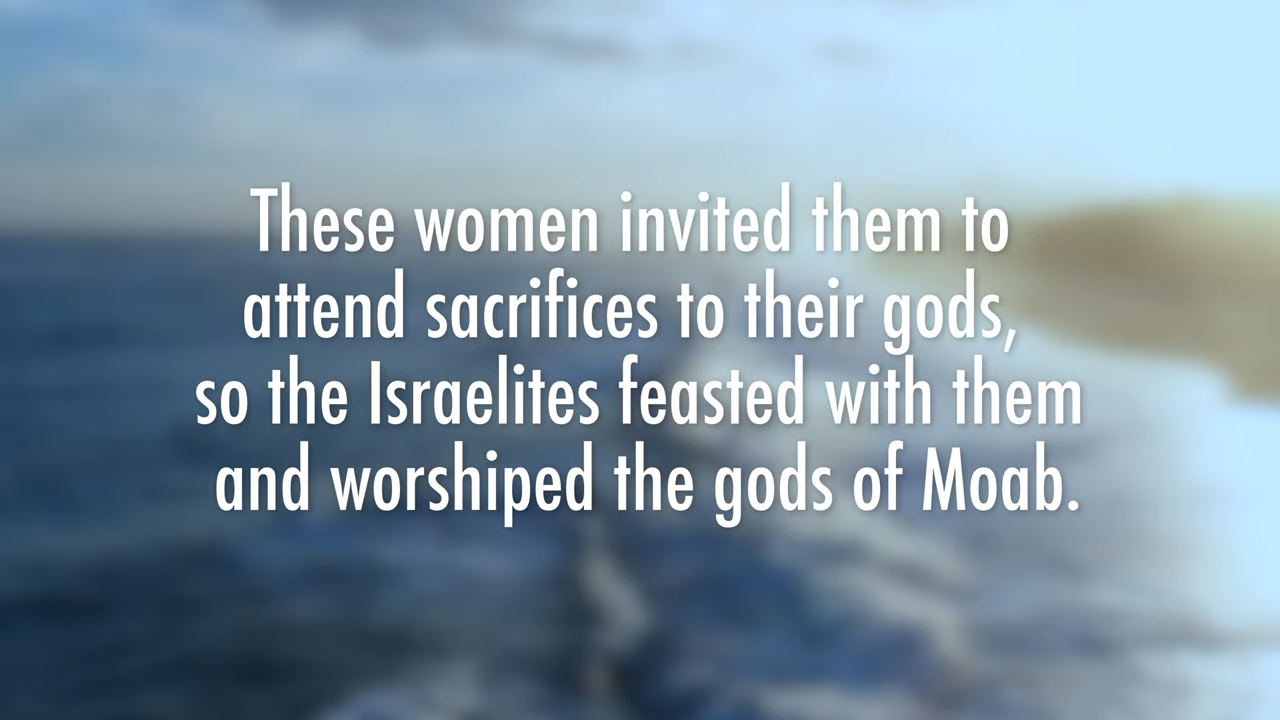 These women invited them to
attend sacrifices to their gods,
so the Israelites feasted with them
and worshiped the gods of Moab.